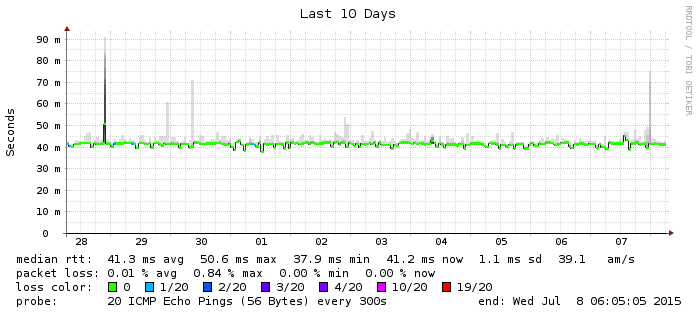 Last 10 Days
RRDTOOL / TOBI OETIKER
Seconds
90 m
80 m
70 m
60 m
50 m
40 m
30 m
20 m
10 m
0
28 29 30 01 02 03 04 05 06 07
median rtt: 41.3 ms avg 50.6 ms max 37.9 ms min 41.2 ms now 1.1 ms sd 39.1 am/s
packet loss: 0.01 % avg 0.84 % max 0.00 % min 0.00 % now
loss color: 0 1/20 2/20 3/20 4/20 10/20 19/20
probe: 20 ICMP Echo Pings (56 Bytes) every 300s end: Wed Jul 8 06:05:05 2015